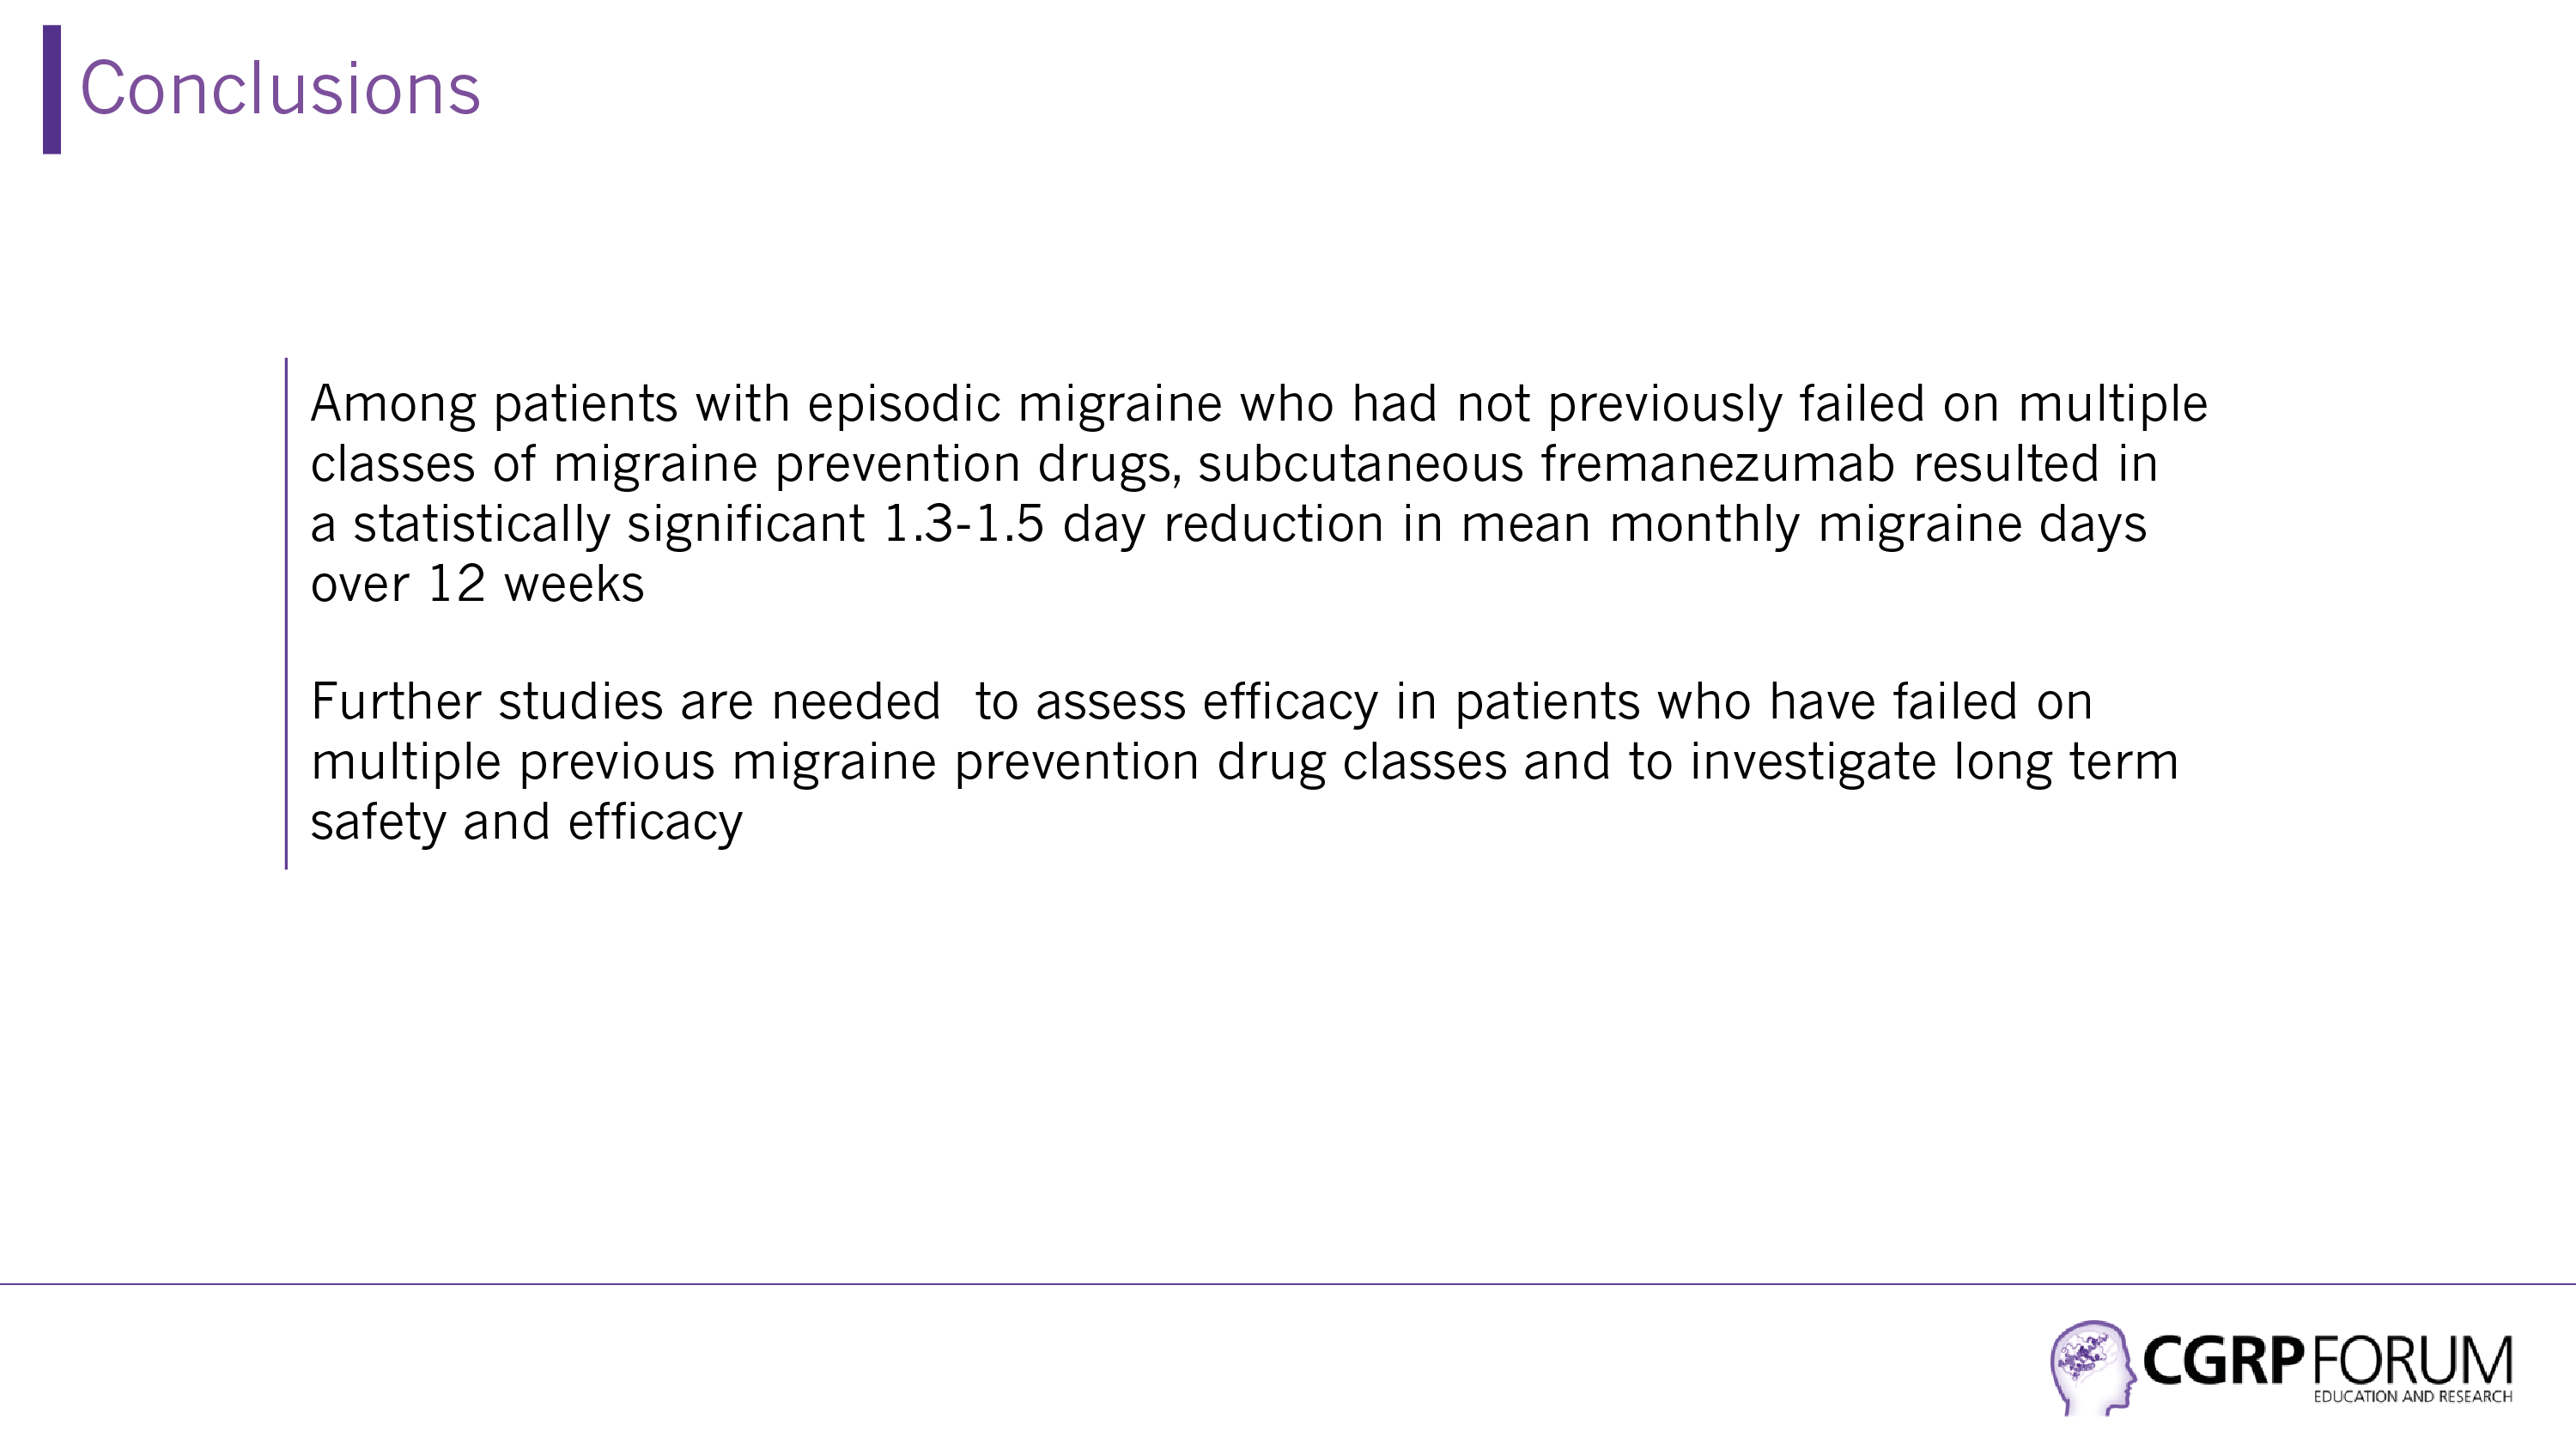 Conclusions
Among patients with episodic migraine who had not previously failed on multiple
classes of migraine prevention drugs, subcutaneous fremanezumab resulted in
a statistically significant 1.3-1.5 day reduction in mean monthly migraine days
over 12 weeks
Further studies are needed  to assess efficacy in patients who have failed on
multiple previous migraine prevention drug classes and to investigate long term
safety and efficacy
CGRP FORUM
EDUCATION AND RESEARCH